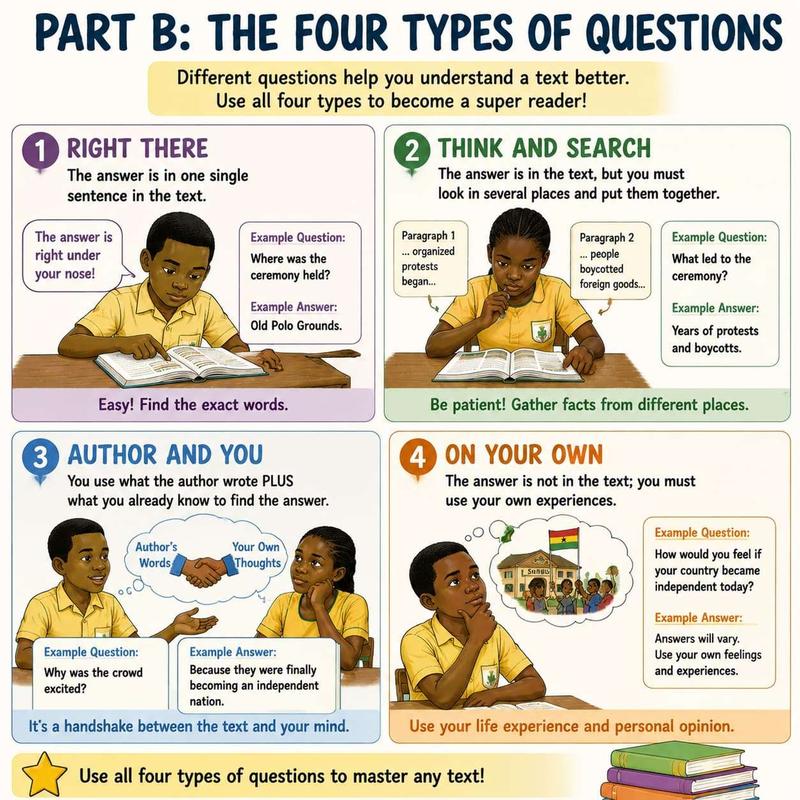 PART B: THE FOUR TYPES OF QUESTIONS
Different questions help you understand a text better.
Use all four types to become a super reader!
1 RIGHT THERE
The answer is in one single
sentence in the text.
The answer is
right under
your nose!
Example Question:
Where was the
ceremony held?
Example Answer:
Old Polo Grounds.
Easy! Find the exact words.
2 THINK AND SEARCH
The answer is in the text, but you must
look in several places and put them together.
Paragraph 1
... organized
protests
began...
Paragraph 2
... people
boycotted
foreign goods...
Example Question:
What led to the
ceremony?
Example Answer:
Years of protests
and boycotts.
Be patient! Gather facts from different places.
3 AUTHOR AND YOU
You use what the author wrote PLUS
what you already know to find the answer.
Author's
Words
Your Own
Thoughts
Example Question:
Why was the crowd
excited?
Example Answer:
Because they were finally
becoming an independent
nation.
It's a handshake between the text and your mind.
4 ON YOUR OWN
The answer is not in the text; you must
use your own experiences.
Example Question:
How would you feel if
your country became
independent today?
Example Answer:
Answers will vary.
Use your own feelings
and experiences.
Use your life experience and personal opinion.
Use all four types of questions to master any text!